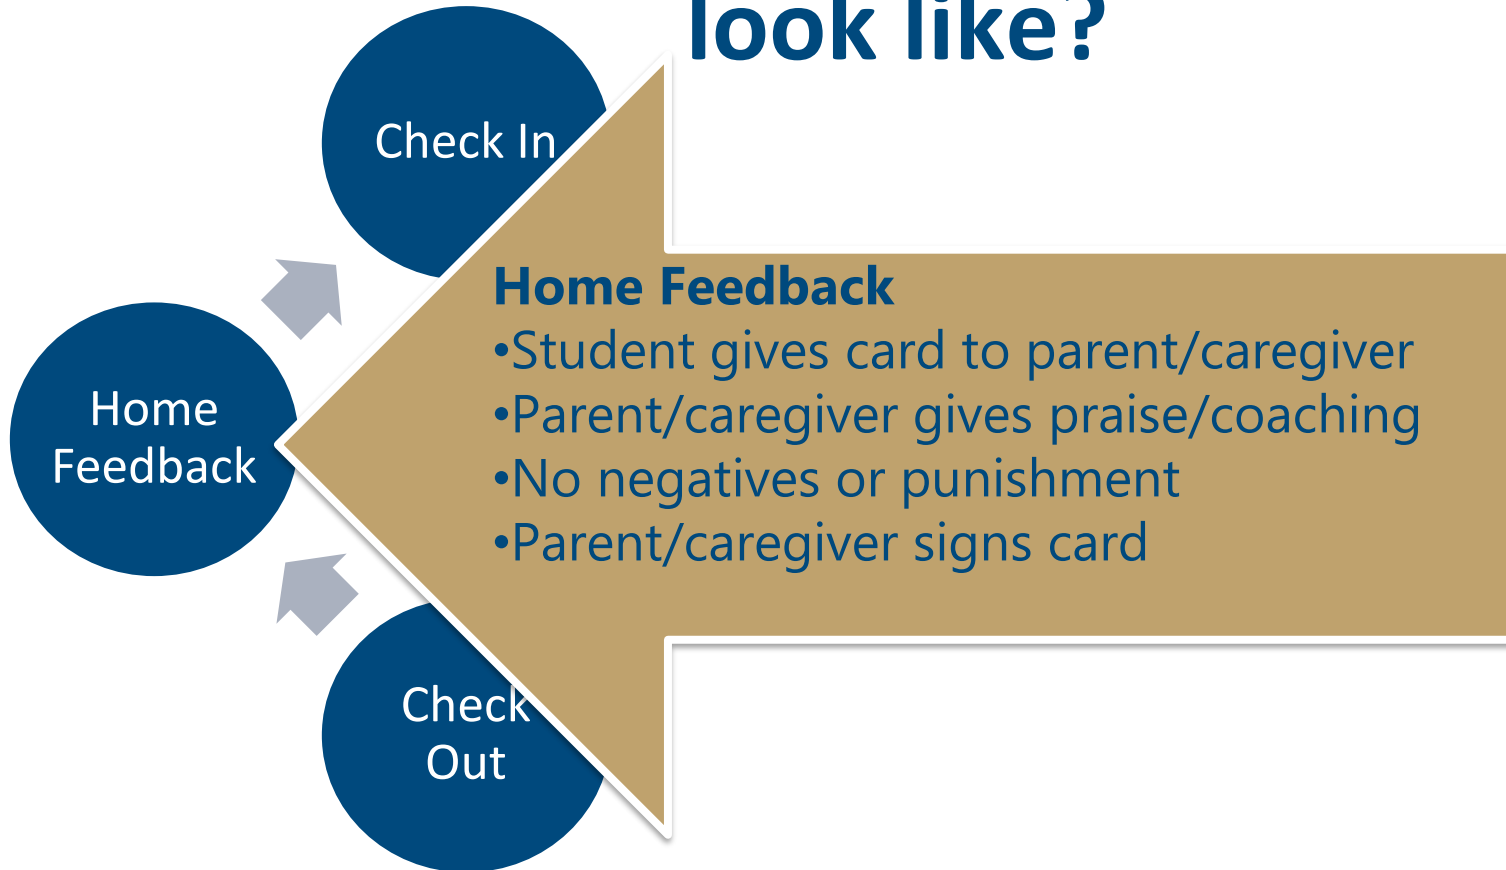 look like?
Check In
Home Feedback
•Student gives card to parent/caregiver
•Parent/caregiver gives praise/coaching
•No negatives or punishment
•Parent/caregiver signs card
Home
Feedback
Check
Out